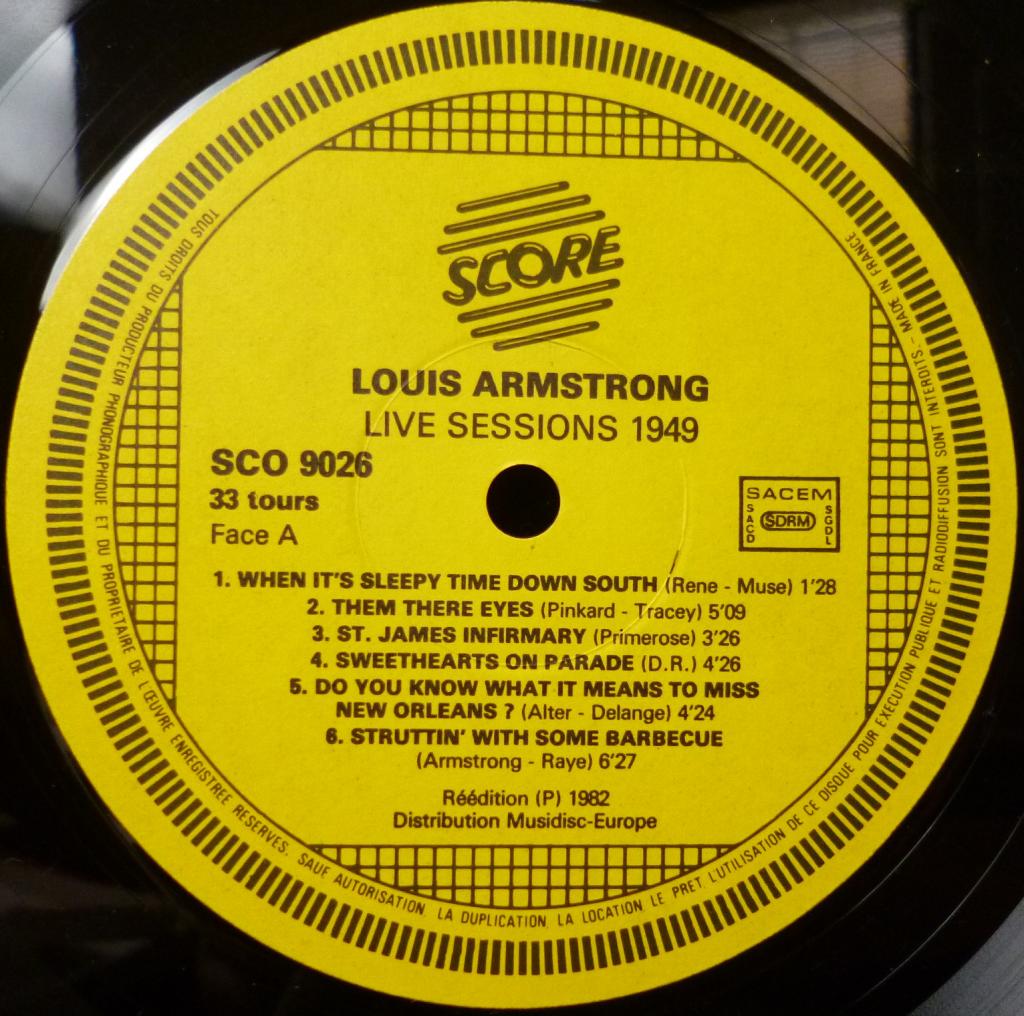 SCORE
LOUIS ARMSTRONG
LIVE SESSIONS 1949
SCO 9026
33 tours
Face A
SACEM
SACD
SDRM
SGDL
1. WHEN IT'S SLEEPY TIME DOWN SOUTH (Rene - Muse) 1'28
2. THEM THERE EYES (Pinkard - Tracey) 5'09
3. ST. JAMES INFIRMARY (Primerose) 3'26
4. SWEETHEARTS ON PARADE (D.R.) 4'26
5. DO YOU KNOW WHAT IT MEANS TO MISS
NEW ORLEANS ? (Alter - Delange) 4'24
6. STRUTTIN' WITH SOME BARBECUE
(Armstrong - Raye) 6'27
Réédition (P) 1982
Distribution Musidisc-Europe
TOUS DROITS DU PRODUCTEUR PHONOGRAPHIQUE ET DU PROPRIETAIRE DE L'ŒUVRE ENREGISTREE RESERVES. SAUF AUTORISATION, LA DUPLICATION, LA LOCATION LE PRET, L'UTILISATION DE CE DISQUE POUR EXECUTION PUBLIQUE ET RADIODIFFUSION SONT INTERDITS. - MADE IN FRANCE